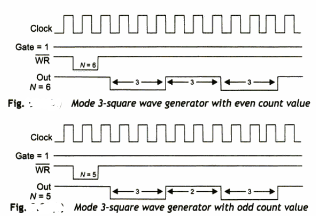 Clock
Gate = 1
WR
N = 6
Out
N = 6
3 3 3
Fig. Mode 3-square wave generator with even count value
Clock
Gate = 1
WR
N = 5
Out
N = 5
3 2 3
Fig. Mode 3-square wave generator with odd count value